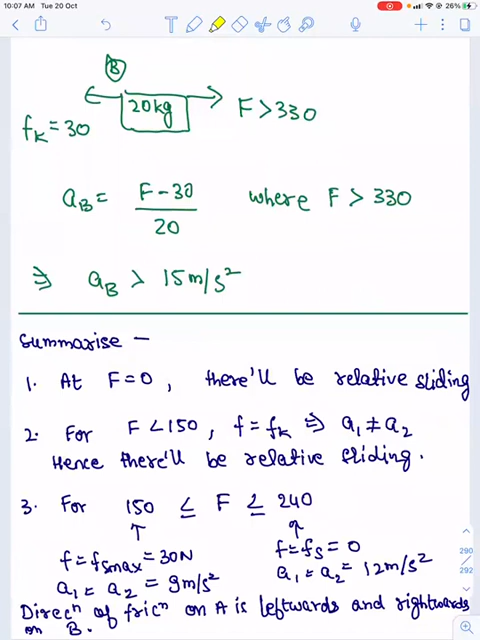 10:07 AM Tue 20 Oct
26%
B
20kg
F > 330
fK = 30
aB = (F - 30)/20 where F > 330
⇒ aB > 15m/s²
Summarise —
1. At F=0, there'll be relative sliding
2. For F < 150, f = fK ⇒ a1 ≠ a2
Hence there'll be relative sliding.
3. For 150 ≤ F ≤ 240
↑ ↑
f = fsmax = 30N f = fs = 0
a1 = a2 = 9m/s² a1 = a2 = 12m/s²
Direcⁿ of fricⁿ on A is leftwards and rightwards
on B.
290
292